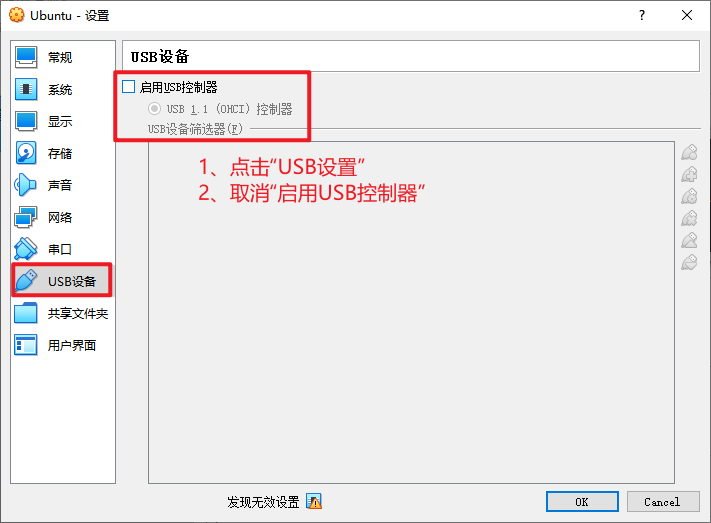 Ubuntu - 设置
?
常规
系统
显示
存储
声音
网络
串口
USB设备
共享文件夹
用户界面
USB设备
启用USB控制器
USB 1.1 (OHCI) 控制器
USB设备筛选器(F)
1、点击“USB设置”
2、取消“启用USB控制器”
发现无效设置
OK
Cancel